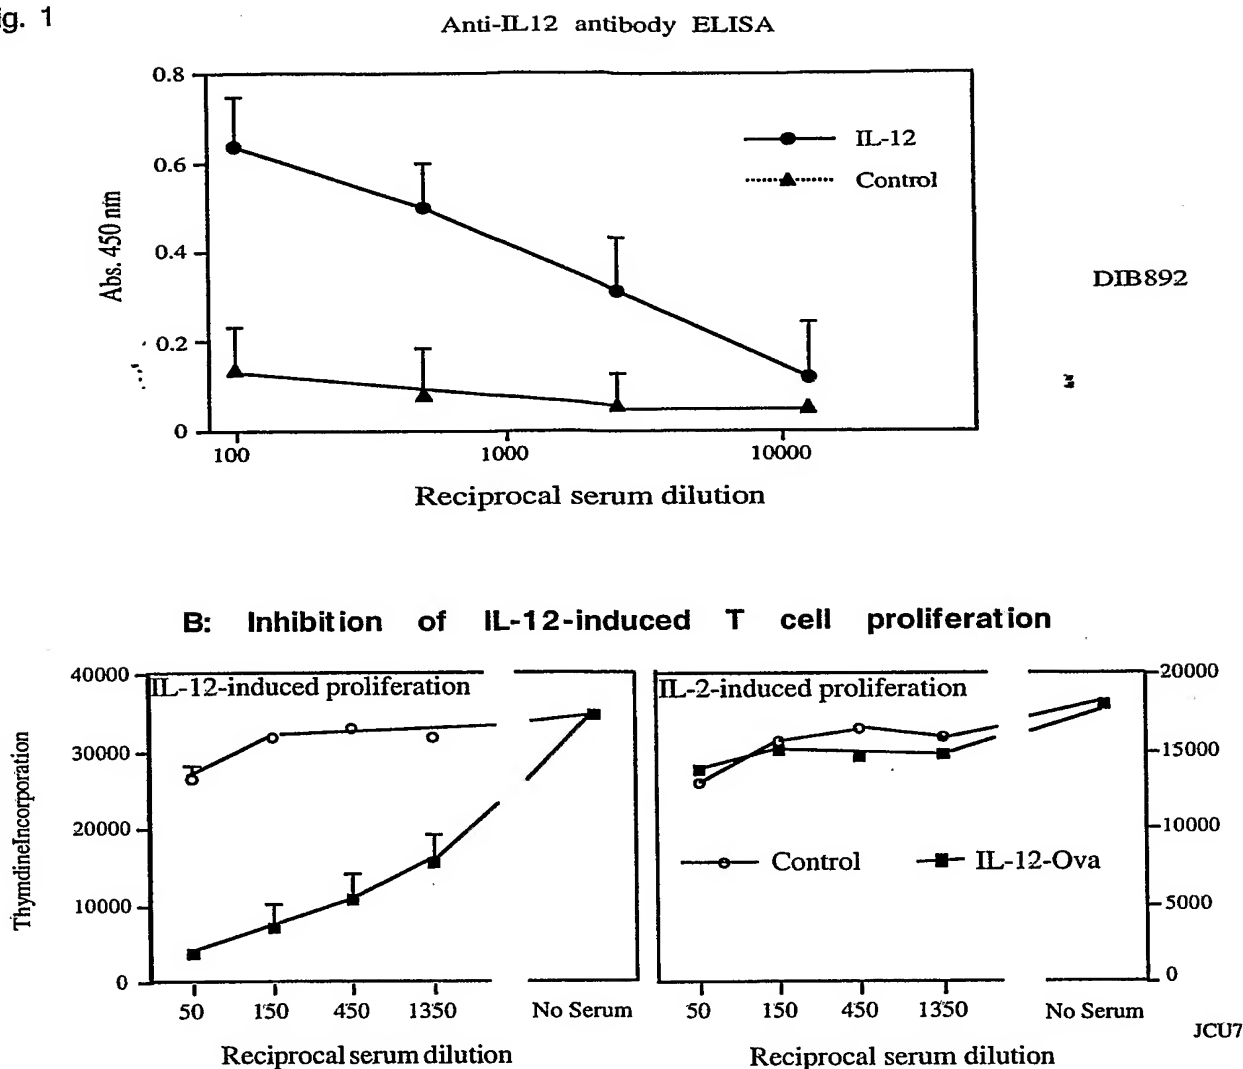 ig. 1
Anti-IL12 antibody ELISA
0.8
0.6
0.4
0.2
0
Abs. 450 nm
IL-12
Control
DIB892
100 1000 10000
Reciprocal serum dilution
B: Inhibition of IL-12-induced T cell proliferation
IL-12-induced proliferation
40000
30000
20000
10000
0
ThymdineIncorporation
50 150 450 1350 No Serum
Reciprocal serum dilution
IL-2-induced proliferation
Control
IL-12-Ova
20000
15000
10000
5000
0
50 150 450 1350 No Serum
Reciprocal serum dilution
JCU7